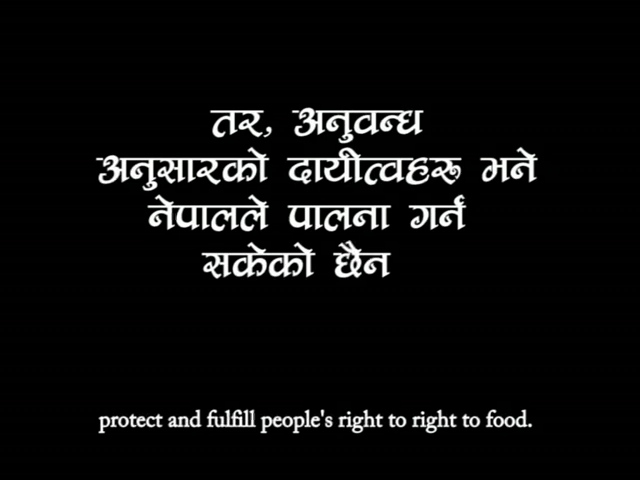 तर, अनुवन्ध
अनुसारको दायीत्वहरू भने
नेपालले पालना गर्न
सकेको छैन
protect and fulfill people's right to right to food.